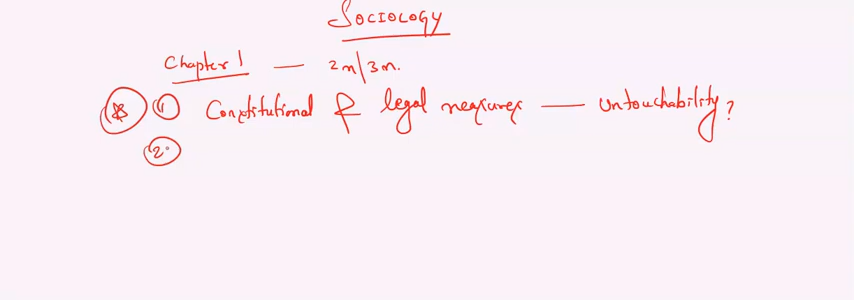 SOCIOLOGY
Chapter 1 — 2m/3m.
① Constitutional & legal measures — Untouchability?
②